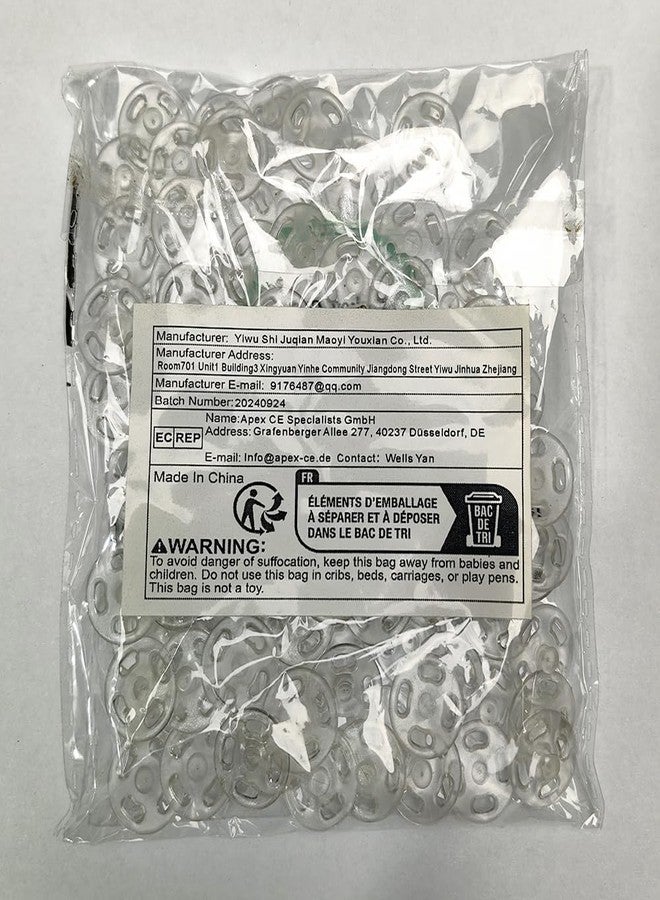 Manufacturer: Yiwu Shi Juqian Maoyi Youxian Co., Ltd.
Manufacturer Address:
Room701 Unit1 Building3 Xingyuan Yinhe Community Jiangdong Street Yiwu Jinhua Zhejiang
Manufacturer E-mail: 9176487@qq.com
Batch Number:20240924
EC REP
Name:Apex CE Specialists GmbH
Address: Grafenberger Allee 277, 40237 Düsseldorf, DE
E-mail: Info@apex-ce.de Contact: Wells Yan
Made In China
FR
ÉLÉMENTS D'EMBALLAGE
À SÉPARER ET À DÉPOSER
DANS LE BAC DE TRI
BAC
DE
TRI
WARNING:
To avoid danger of suffocation, keep this bag away from babies and
children. Do not use this bag in cribs, beds, carriages, or play pens.
This bag is not a toy.